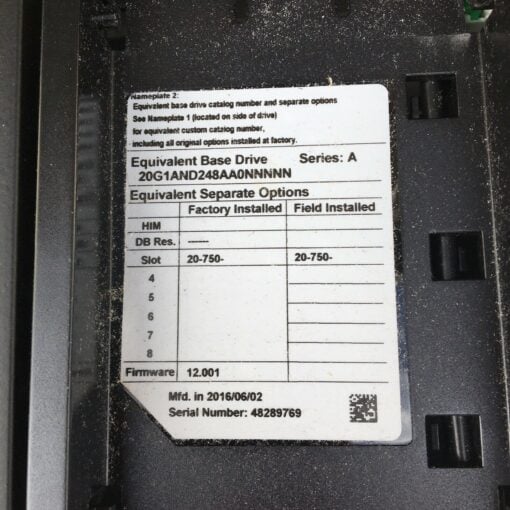 Nameplate 2:
Equivalent base drive catalog number and separate options
See Nameplate 1 (located on side of drive)
for equivalent custom catalog number,
including all original options installed at factory.
Equivalent Base Drive Series: A
20G1AND248AA0NNNNN
Equivalent Separate Options
Factory Installed Field Installed
HIM
DB Res. ------
Slot 20-750- 20-750-
4
5
6
7
8
Firmware 12.001
Mfd. in 2016/06/02
Serial Number: 48289769